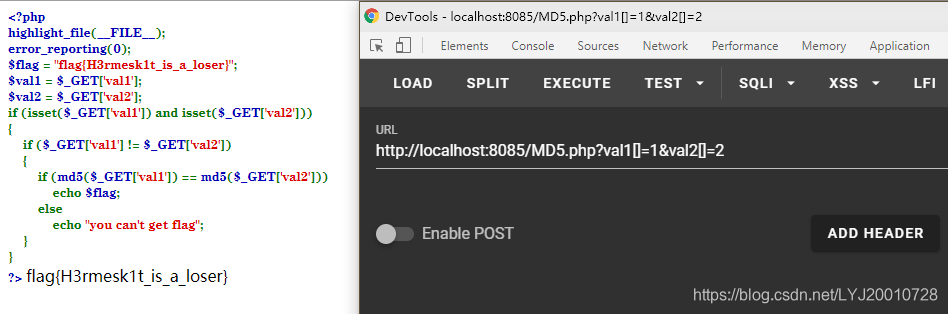 <?php
highlight_file(__FILE__);
error_reporting(0);
$flag = "flag{H3rmesk1t_is_a_loser}";
$val1 = $_GET['val1'];
$val2 = $_GET['val2'];
if (isset($_GET['val1']) and isset($_GET['val2']))
{
if ($_GET['val1'] != $_GET['val2'])
{
if (md5($_GET['val1']) == md5($_GET['val2']))
echo $flag;
else
echo "you can't get flag";
}
}
?> flag{H3rmesk1t_is_a_loser}
DevTools - localhost:8085/MD5.php?val1[]=1&val2[]=2
Elements Console Sources Network Performance Memory Application
LOAD SPLIT EXECUTE TEST SQLI XSS LFI
URL
http://localhost:8085/MD5.php?val1[]=1&val2[]=2
Enable POST ADD HEADER
https://blog.csdn.net/LYJ20010728